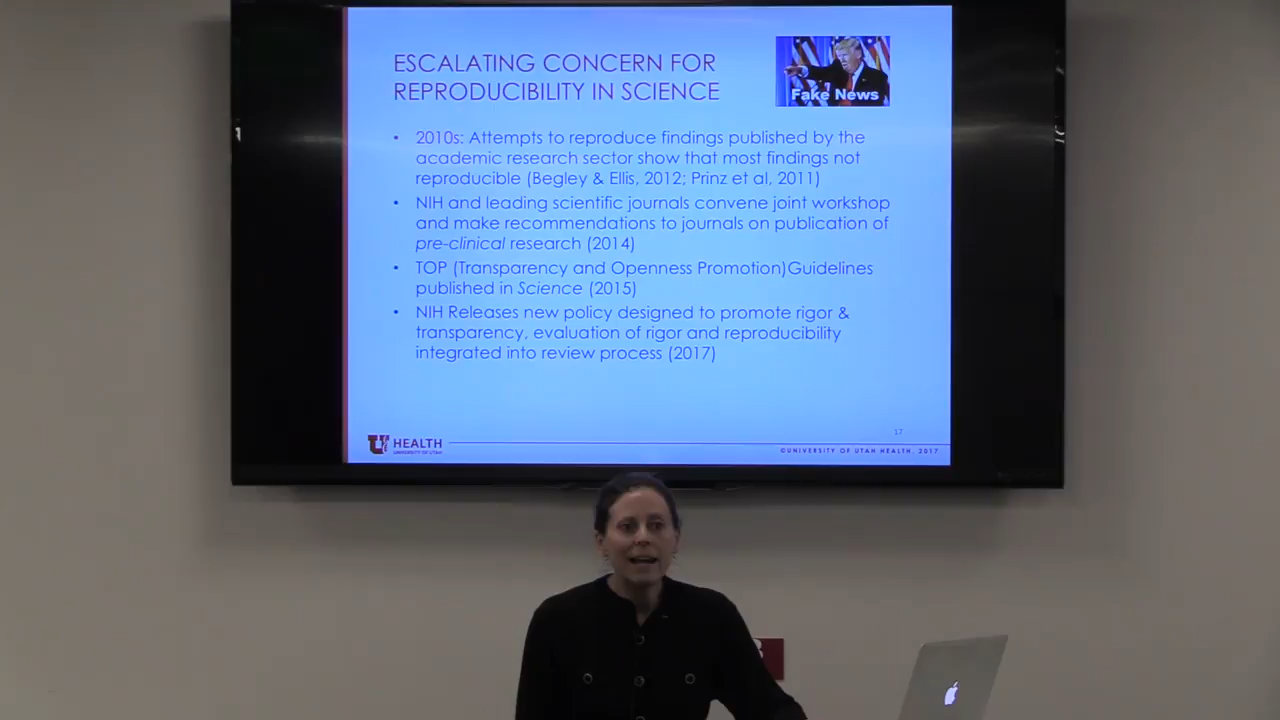 ESCALATING CONCERN FOR
REPRODUCIBILITY IN SCIENCE
Fake News
• 2010s: Attempts to reproduce findings published by the
academic research sector show that most findings not
reproducible (Begley & Ellis, 2012; Prinz et al, 2011)
• NIH and leading scientific journals convene joint workshop
and make recommendations to journals on publication of
pre-clinical research (2014)
• TOP (Transparency and Openness Promotion)Guidelines
published in Science (2015)
• NIH Releases new policy designed to promote rigor &
transparency, evaluation of rigor and reproducibility
integrated into review process (2017)
17
U HEALTH
UNIVERSITY OF UTAH
©UNIVERSITY OF UTAH HEALTH, 2017